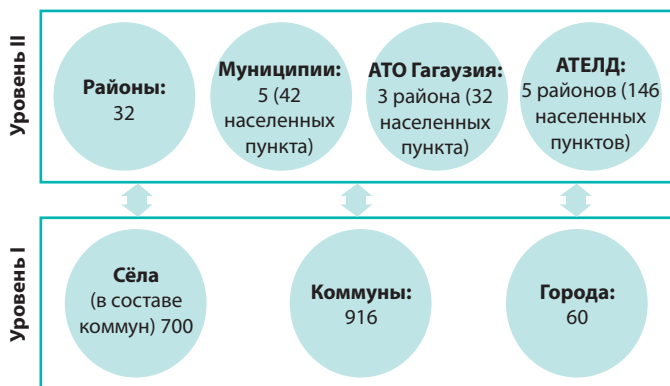 Уровень II
Районы:
32
Муниципии:
5 (42
населенных
пункта)
АТО Гагаузия:
3 района (32
населенных
пункта)
АТЕЛД:
5 районов (146
населенных
пунктов)
Уровень I
Сёла
(в составе
коммун) 700
Коммуны:
916
Города:
60